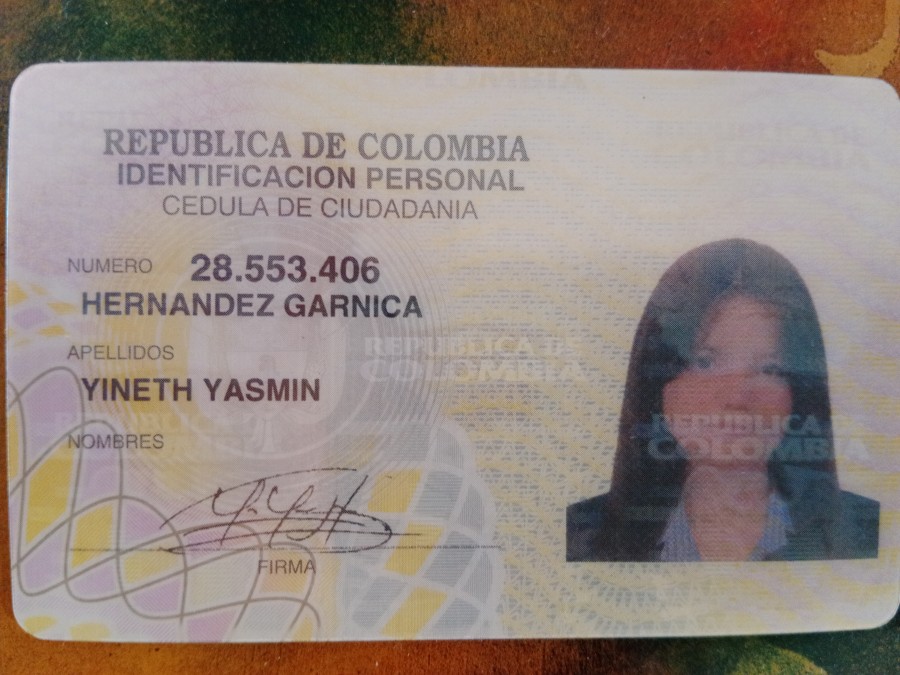 REPUBLICA DE COLOMBIA
IDENTIFICACION PERSONAL
CEDULA DE CIUDADANIA
NUMERO 28.553.406
HERNANDEZ GARNICA
APELLIDOS
REPUBLICA DE
COLOMBIA
YINETH YASMIN
NOMBRES
REPUBLICA DE
COLOMBIA
FIRMA